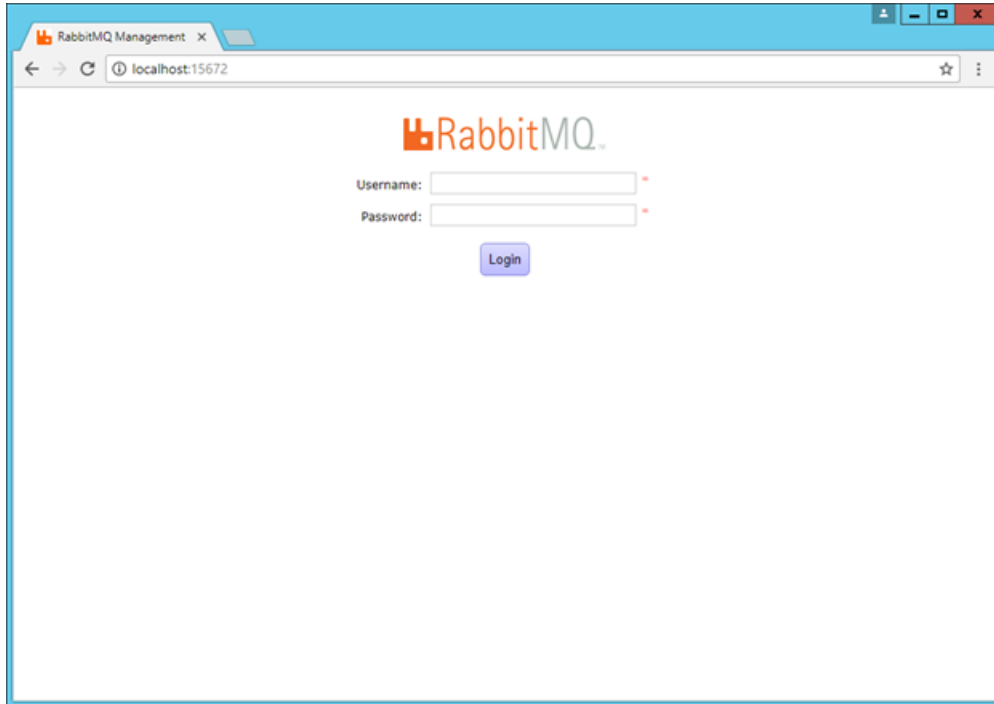 RabbitMQ Management
localhost:15672
RabbitMQ
Username: *
Password: *
Login